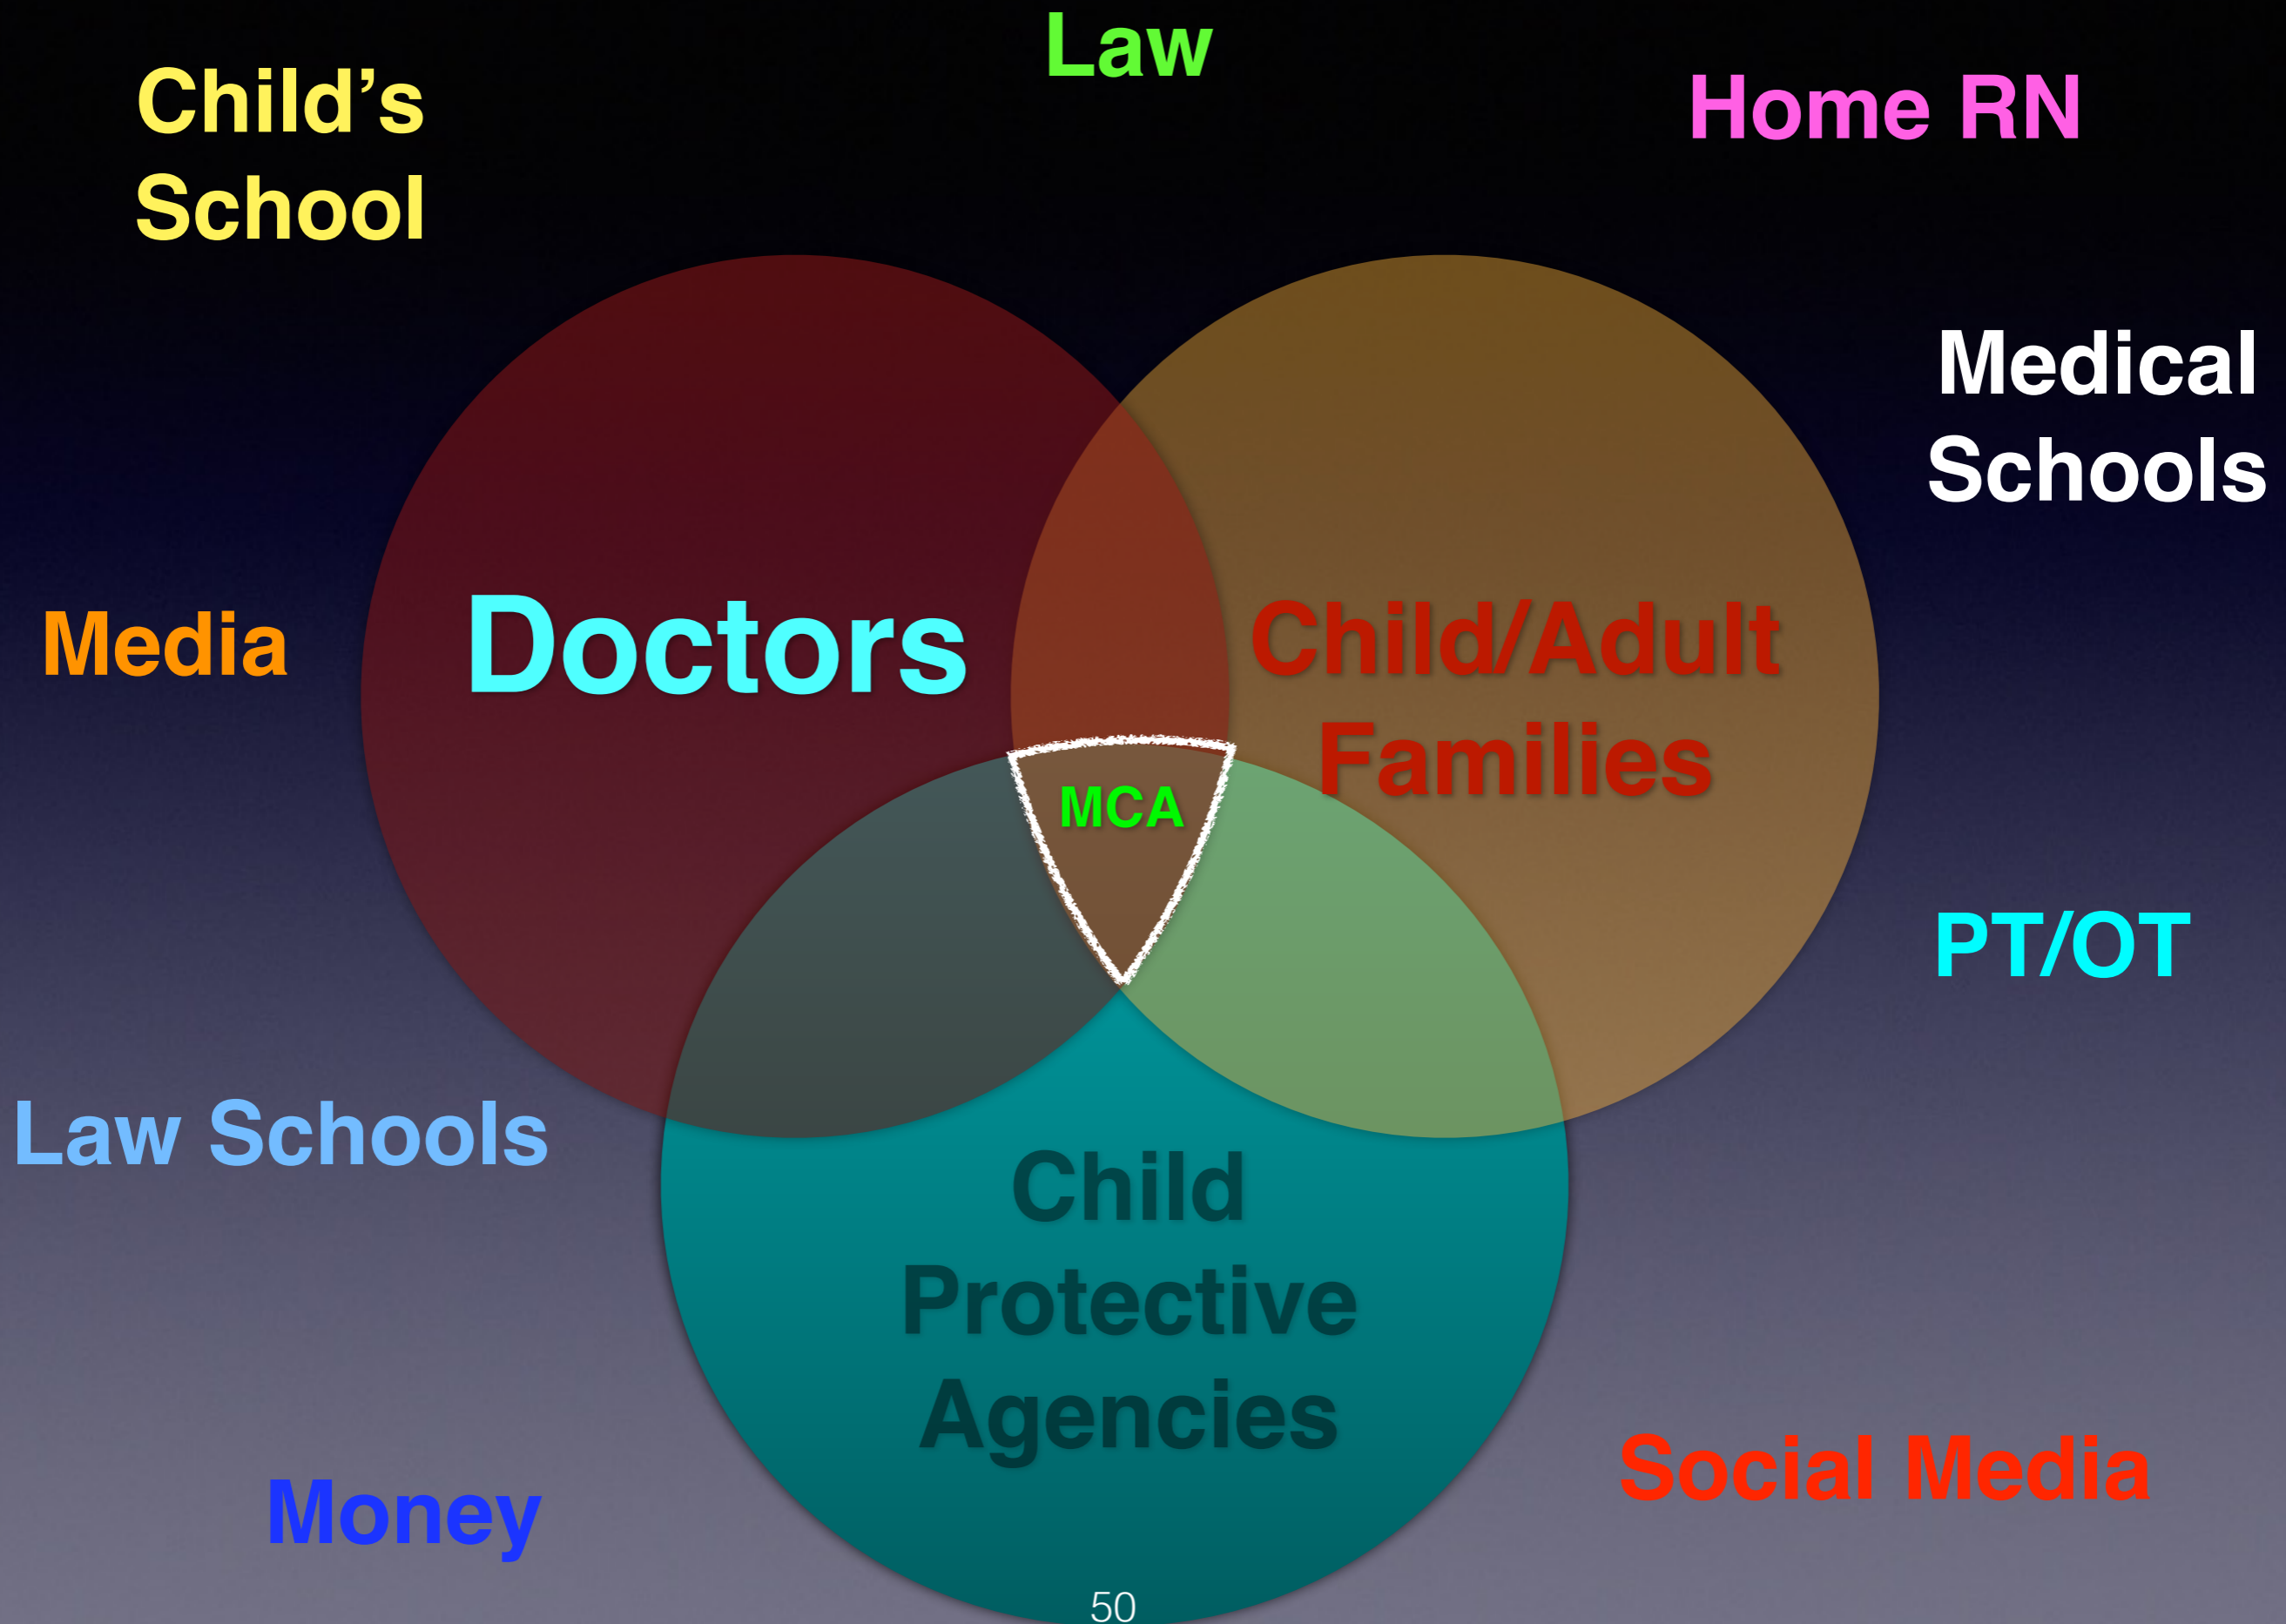 Law
Child’s
School
Home RN
Medical
Schools
Media
Doctors
Child/Adult
Families
MCA
PT/OT
Law Schools
Child
Protective
Agencies
Social Media
Money
50